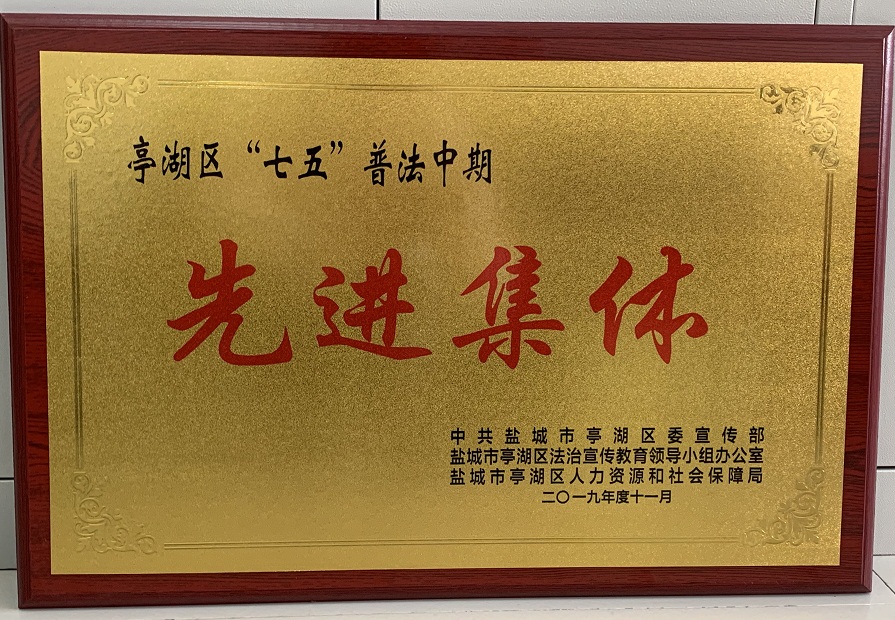 亭湖区“七五”普法中期
先进集体
中共盐城市亭湖区委宣传部
盐城市亭湖区法治宣传教育领导小组办公室
盐城市亭湖区人力资源和社会保障局
二〇一九年度十一月